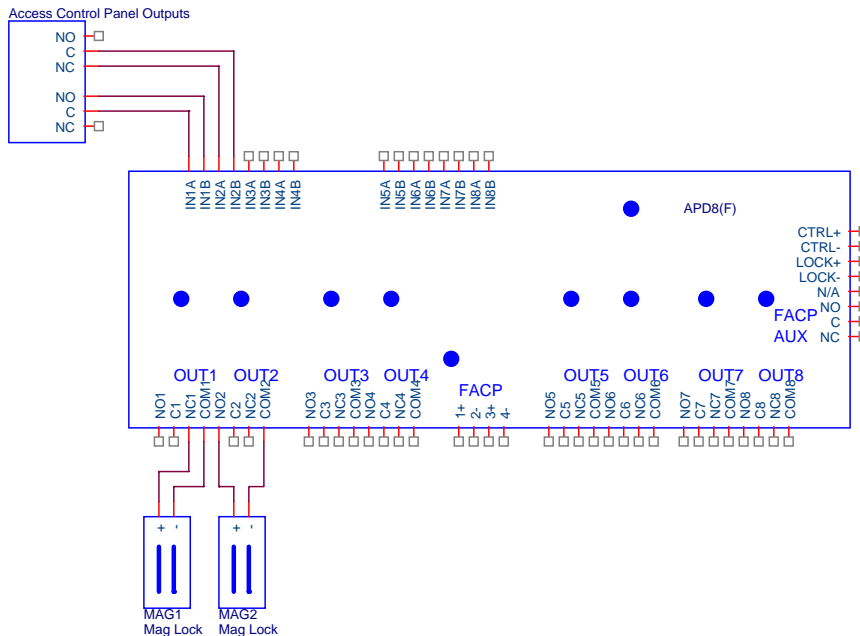 Access Control Panel Outputs
NO
C
NC
NO
C
NC
IN1A
IN1B
IN2A
IN2B
IN3A
IN3B
IN4A
IN4B
IN5A
IN5B
IN6A
IN6B
IN7A
IN7B
IN8A
IN8B
APD8(F)
CTRL+
CTRL-
LOCK+
LOCK-
N/A
NO
C
NC
FACP
AUX
OUT1
OUT2
OUT3
OUT4
FACP
OUT5
OUT6
OUT7
OUT8
NO1
C1
NC1
COM1
NO2
C2
NC2
COM2
NO3
C3
NC3
COM3
NO4
C4
NC4
COM4
1+
2-
3+
4-
NO5
C5
NC5
COM5
NO6
C6
NC6
COM6
NO7
C7
NC7
COM7
NO8
C8
NC8
COM8
+ -
+ -
MAG1
Mag Lock
MAG2
Mag Lock